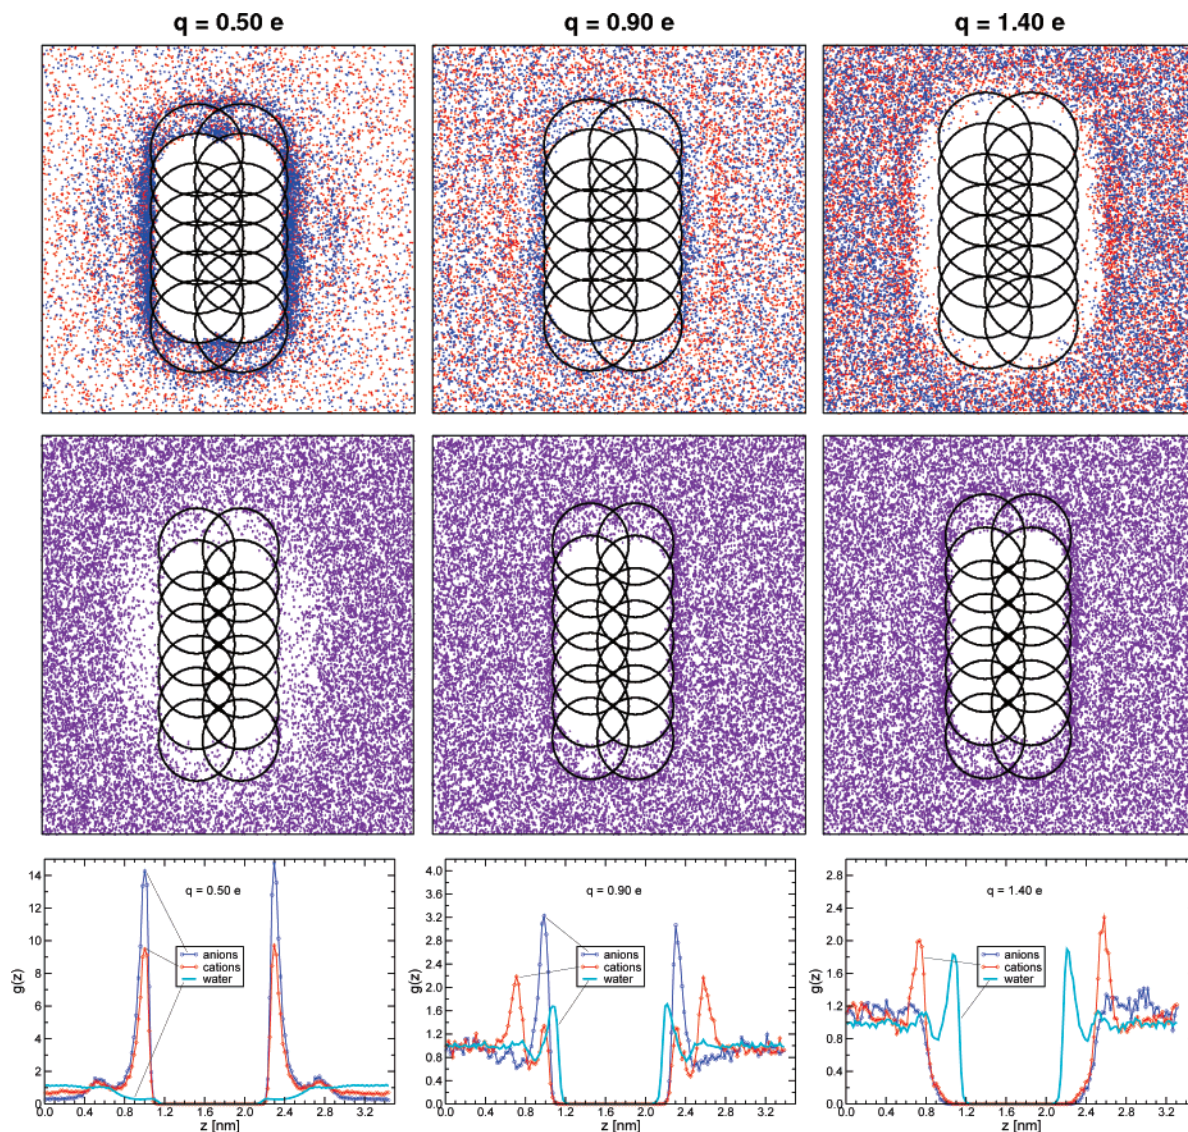 q = 0.50 e
q = 0.90 e
q = 1.40 e
14
12
10
8
6
4
2
0
g(z)
q = 0.50 e
anions
cations
water
0.0 0.4 0.8 1.2 1.6 2.0 2.4 2.8 3.2
z [nm]
4.0
3.6
3.2
2.8
2.4
2.0
1.6
1.2
0.8
0.4
0.0
g(z)
q = 0.90 e
anions
cations
water
0.0 0.4 0.8 1.2 1.6 2.0 2.4 2.8 3.2
z [nm]
2.8
2.4
2.0
1.6
1.2
0.8
0.4
0.0
g(z)
q = 1.40 e
anions
cations
water
0.0 0.4 0.8 1.2 1.6 2.0 2.4 2.8 3.2
z [nm]